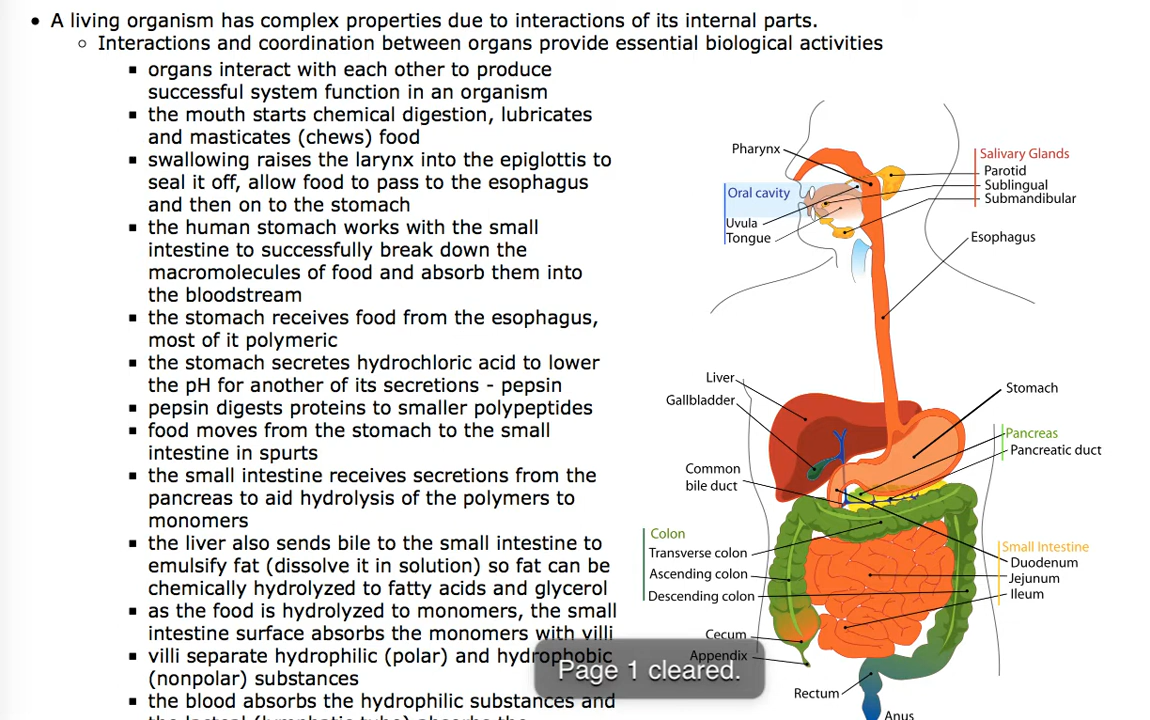 • A living organism has complex properties due to interactions of its internal parts.
○ Interactions and coordination between organs provide essential biological activities
▪ organs interact with each other to produce
successful system function in an organism
▪ the mouth starts chemical digestion, lubricates
and masticates (chews) food
▪ swallowing raises the larynx into the epiglottis to
seal it off, allow food to pass to the esophagus
and then on to the stomach
▪ the human stomach works with the small
intestine to successfully break down the
macromolecules of food and absorb them into
the bloodstream
▪ the stomach receives food from the esophagus,
most of it polymeric
▪ the stomach secretes hydrochloric acid to lower
the pH for another of its secretions - pepsin
▪ pepsin digests proteins to smaller polypeptides
▪ food moves from the stomach to the small
intestine in spurts
▪ the small intestine receives secretions from the
pancreas to aid hydrolysis of the polymers to
monomers
▪ the liver also sends bile to the small intestine to
emulsify fat (dissolve it in solution) so fat can be
chemically hydrolyzed to fatty acids and glycerol
▪ as the food is hydrolyzed to monomers, the small
intestine surface absorbs the monomers with villi
▪ villi separate hydrophilic (polar) and hydrophobic
(nonpolar) substances
▪ the blood absorbs the hydrophilic substances and
the lacteal (lymphatic tube) absorbs the
Pharynx
Salivary Glands
Parotid
Sublingual
Submandibular
Oral cavity
Uvula
Tongue
Esophagus
Liver
Gallbladder
Stomach
Pancreas
Pancreatic duct
Common
bile duct
Colon
Transverse colon
Ascending colon
Descending colon
Small Intestine
Duodenum
Jejunum
Ileum
Cecum
Appendix
Rectum
Anus
Page 1 cleared.